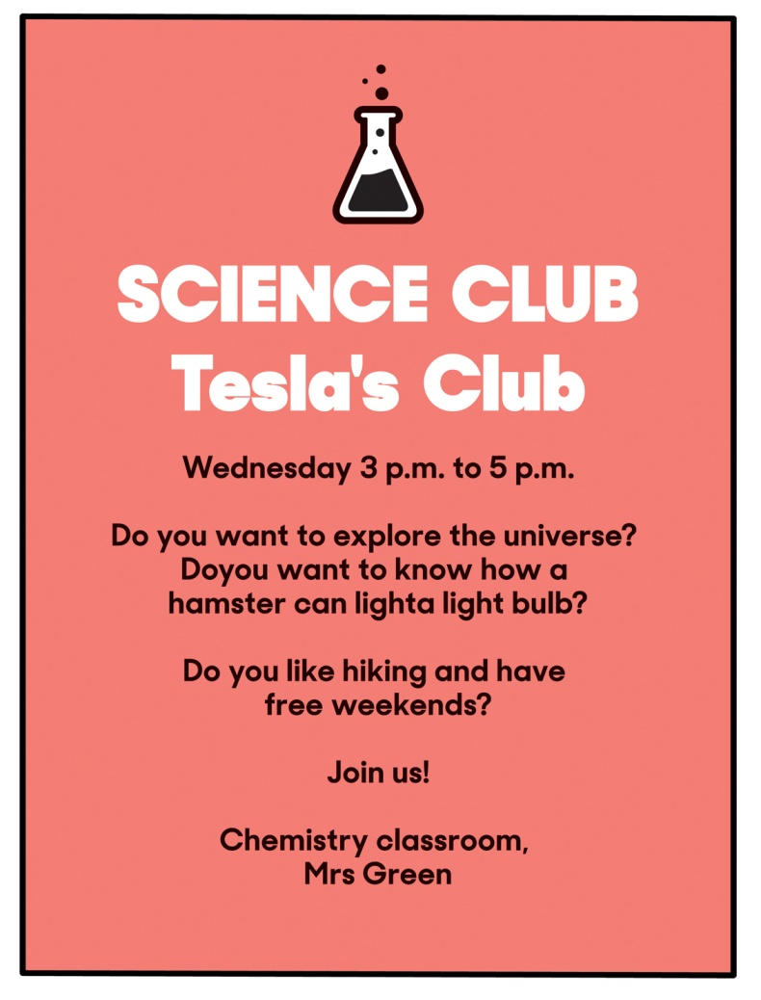 SCIENCE CLUB
Tesla's Club
Wednesday 3 p.m. to 5 p.m.
Do you want to explore the universe?
Doyou want to know how a
hamster can lighta light bulb?
Do you like hiking and have
free weekends?
Join us!
Chemistry classroom,
Mrs Green